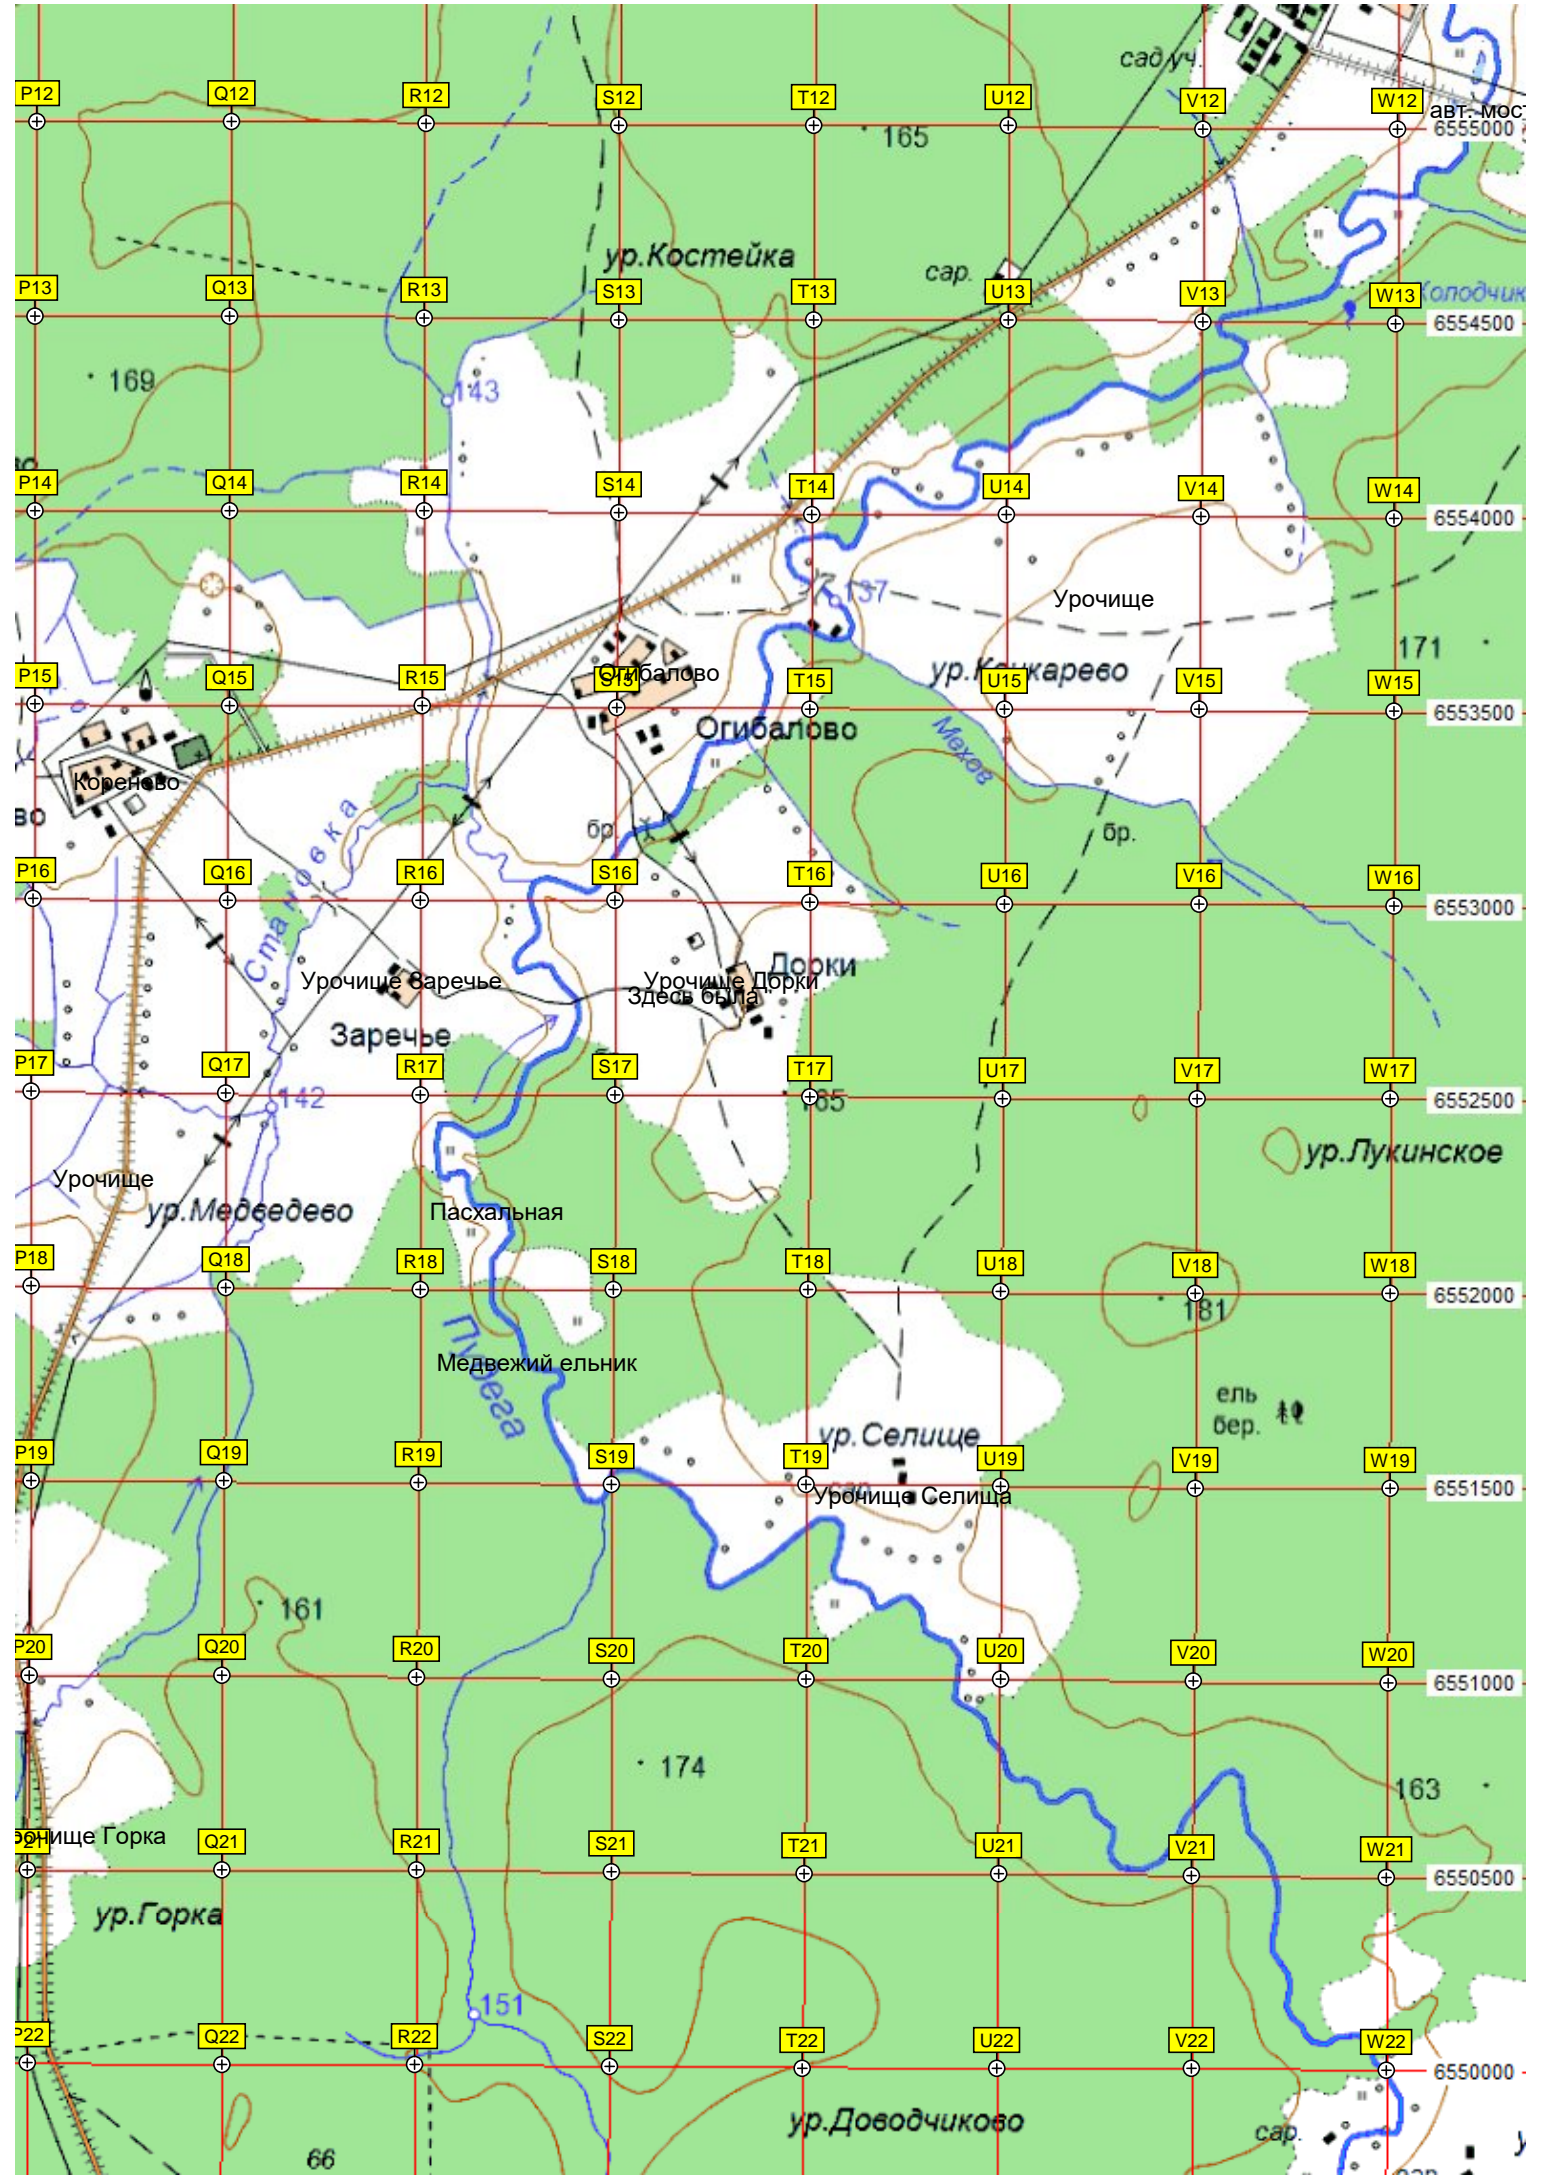 сад уч.
P12 Q12 R12 S12 T12 U12 V12 W12
авт. мос
165
6555000
ур.Костейка
сар.
P13 Q13 R13 S13 T13 U13 V13 W13
Колодчик
6554500
169
143
P14 Q14 R14 S14 T14 U14 V14 W14
6554000
137
Урочище
171
P15 Q15 R15 S15 T15 U15 V15 W15
Огибалово
6553500
Огибалово
Мехов
Коренево
во
Становка
бр.
бр.
P16 Q16 R16 S16 T16 U16 V16 W16
6553000
Дорки
Урочище Заречье
Урочище Дорки
Здесь была
Заречье
P17 Q17 R17 S17 T17 U17 V17 W17
142
165
6552500
ур.Лукинское
Урочище
ур.Медведево
Пасхальная
P18 Q18 R18 S18 T18 U18 V18 W18
6552000
181
Медвежий ельник
ель
бер.
ур.Селище
P19 Q19 R19 S19 T19 U19 V19 W19
6551500
Урочище Селища
161
P20 Q20 R20 S20 T20 U20 V20 W20
6551000
174
163
рочище Горка
P21 Q21 R21 S21 T21 U21 V21 W21
6550500
ур.Горка
151
P22 Q22 R22 S22 T22 U22 V22 W22
6550000
ур.Доводчиково
сар.
66